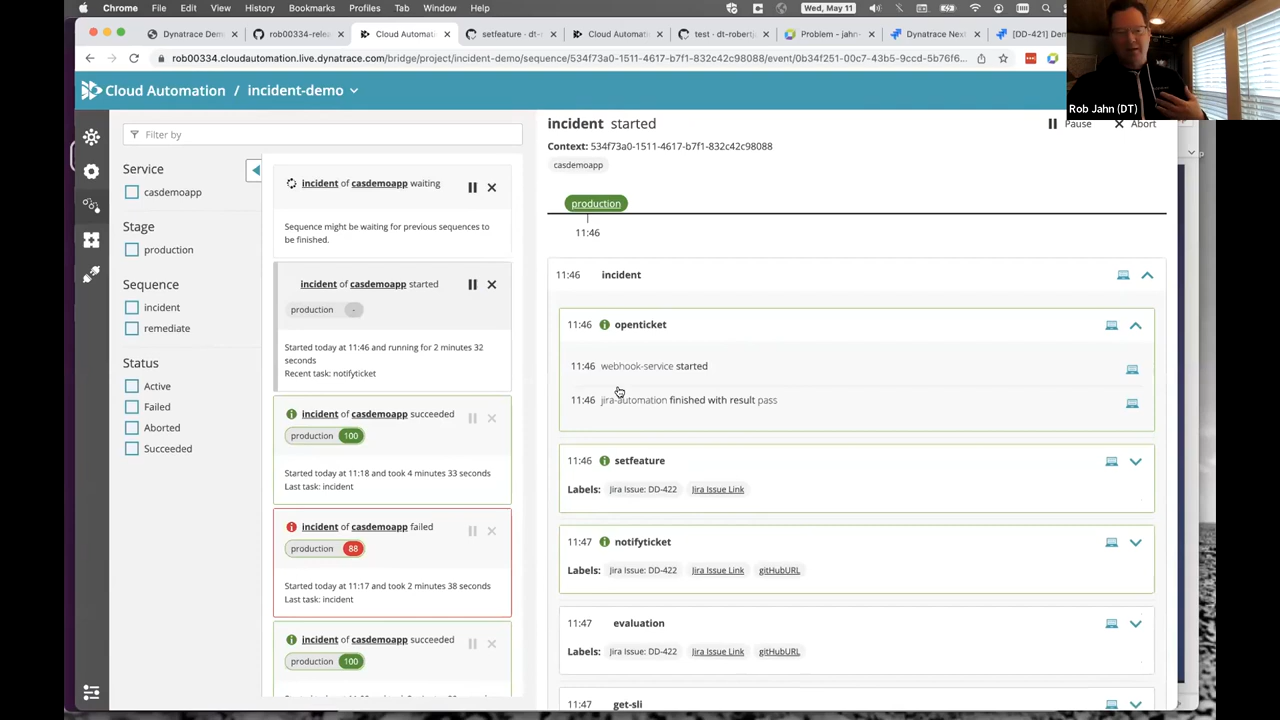 Chrome File Edit View History Bookmarks Profiles Tab Window Help Wed, May 11
Dynatrace Dem
rob00334-relea
Cloud Automati
setfeature · dt-r
Cloud Automati
test · dt-robertj
Problem - jahn-
Dynatrace Next
[DD-421] Dem
rob00334.cloudautomation.live.dynatrace.com/bridge/project/incident-demo/sequence/534f73a0-1511-4617-b7f1-832c42c98088/event/0b34f251-00c7-43b5-9ccd-5b76f6...
Cloud Automation / incident-demo
Rob Jahn (DT)
Filter by
Service
casdemoapp
Stage
production
Sequence
incident
remediate
Status
Active
Failed
Aborted
Succeeded
incident of casdemoapp waiting
Sequence might be waiting for previous sequences to
be finished.
incident of casdemoapp started
production -
Started today at 11:46 and running for 2 minutes 32
seconds
Recent task: notifyticket
incident of casdemoapp succeeded
production 100
Started today at 11:18 and took 4 minutes 33 seconds
Last task: incident
incident of casdemoapp failed
production 88
Started today at 11:17 and took 2 minutes 38 seconds
Last task: incident
incident of casdemoapp succeeded
production 100
incident started
Pause
Abort
Context: 534f73a0-1511-4617-b7f1-832c42c98088
casdemoapp
production
11:46
11:46 incident
11:46 openticket
11:46 webhook-service started
11:46 jira-automation finished with result pass
11:46 setfeature
Labels: Jira Issue: DD-422 Jira Issue Link
11:47 notifyticket
Labels: Jira Issue: DD-422 Jira Issue Link gitHubURL
11:47 evaluation
Labels: Jira Issue: DD-422 Jira Issue Link gitHubURL
11:47 get-sli